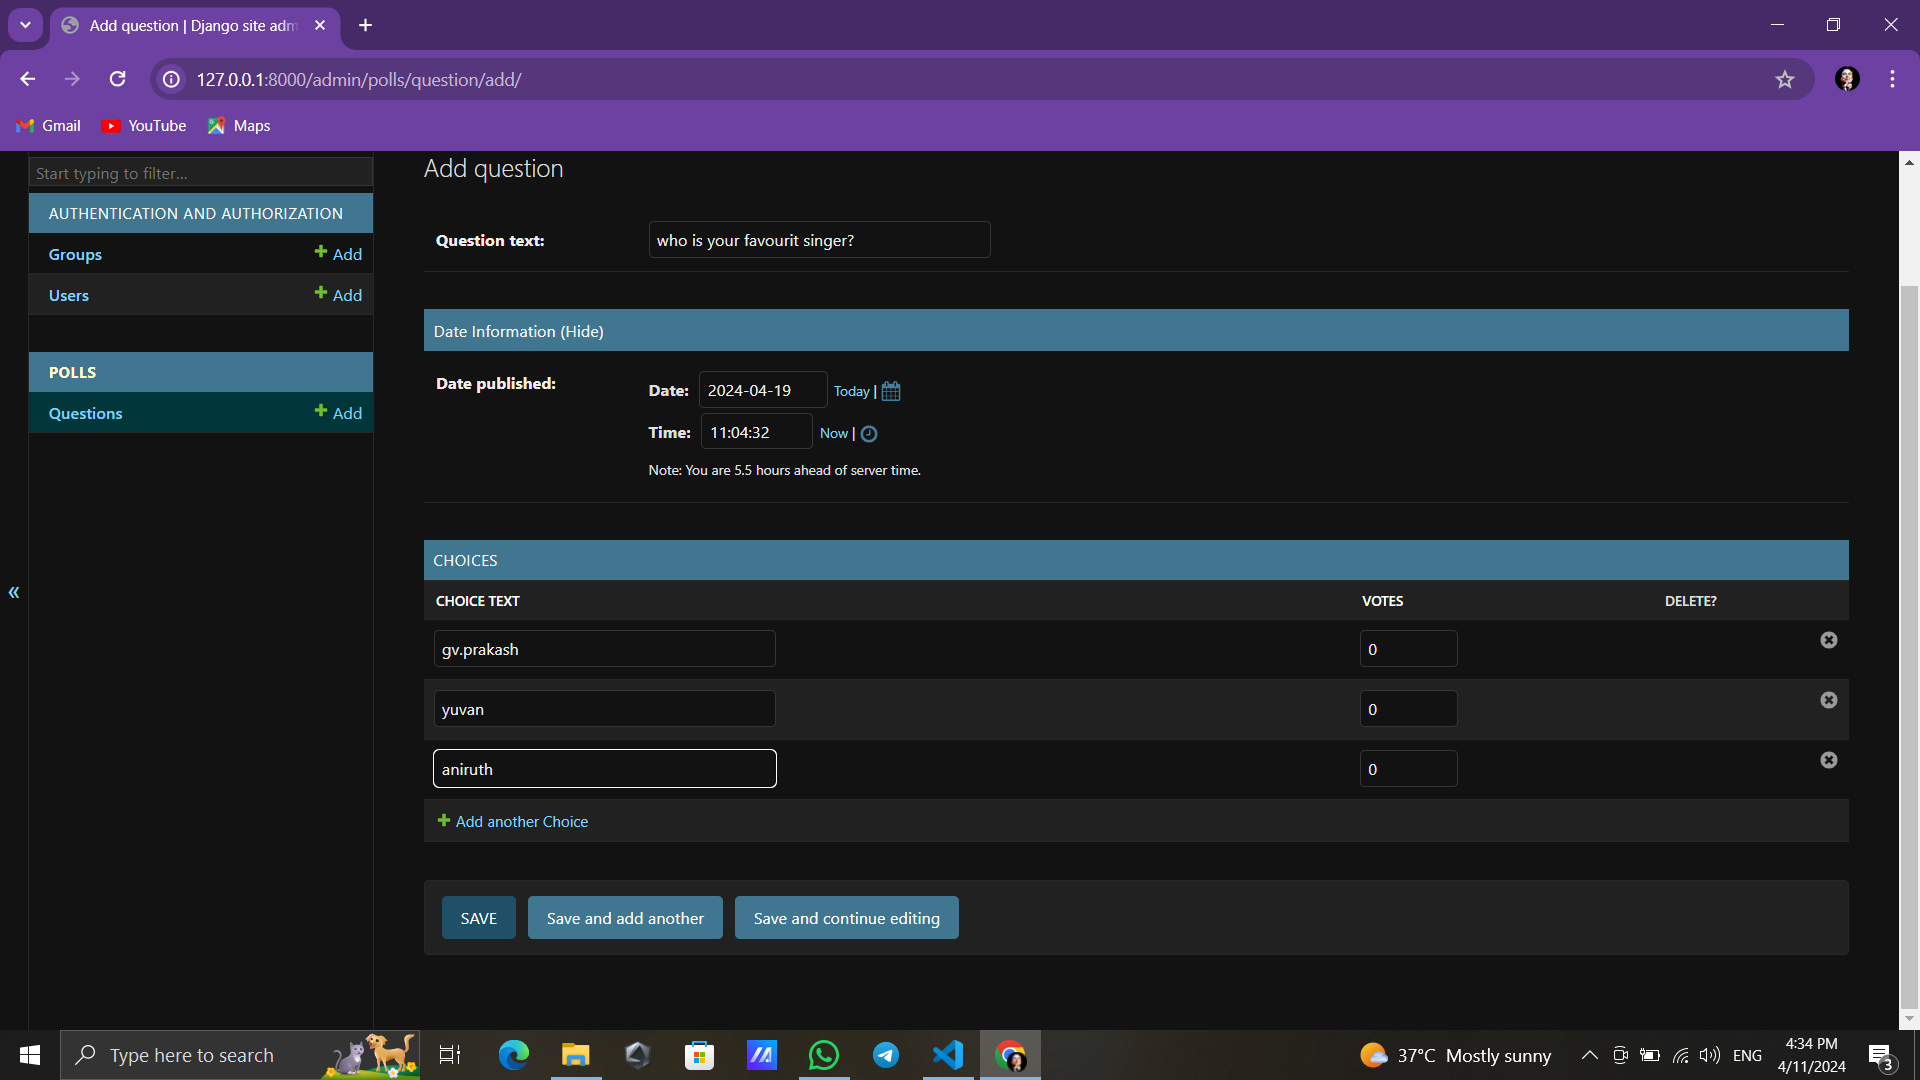 Add question | Django site adm
127.0.0.1:8000/admin/polls/question/add/
Gmail YouTube Maps
Start typing to filter...
AUTHENTICATION AND AUTHORIZATION
Groups Add
Users Add
POLLS
Questions Add
Add question
Question text: who is your favourit singer?
Date Information (Hide)
Date published: Date: 2024-04-19 Today |
Time: 11:04:32 Now |
Note: You are 5.5 hours ahead of server time.
CHOICES
CHOICE TEXT VOTES DELETE?
gv.prakash 0
yuvan 0
aniruth 0
Add another Choice
SAVE Save and add another Save and continue editing
«
Type here to search
37°C Mostly sunny
ENG
4:34 PM
4/11/2024
3